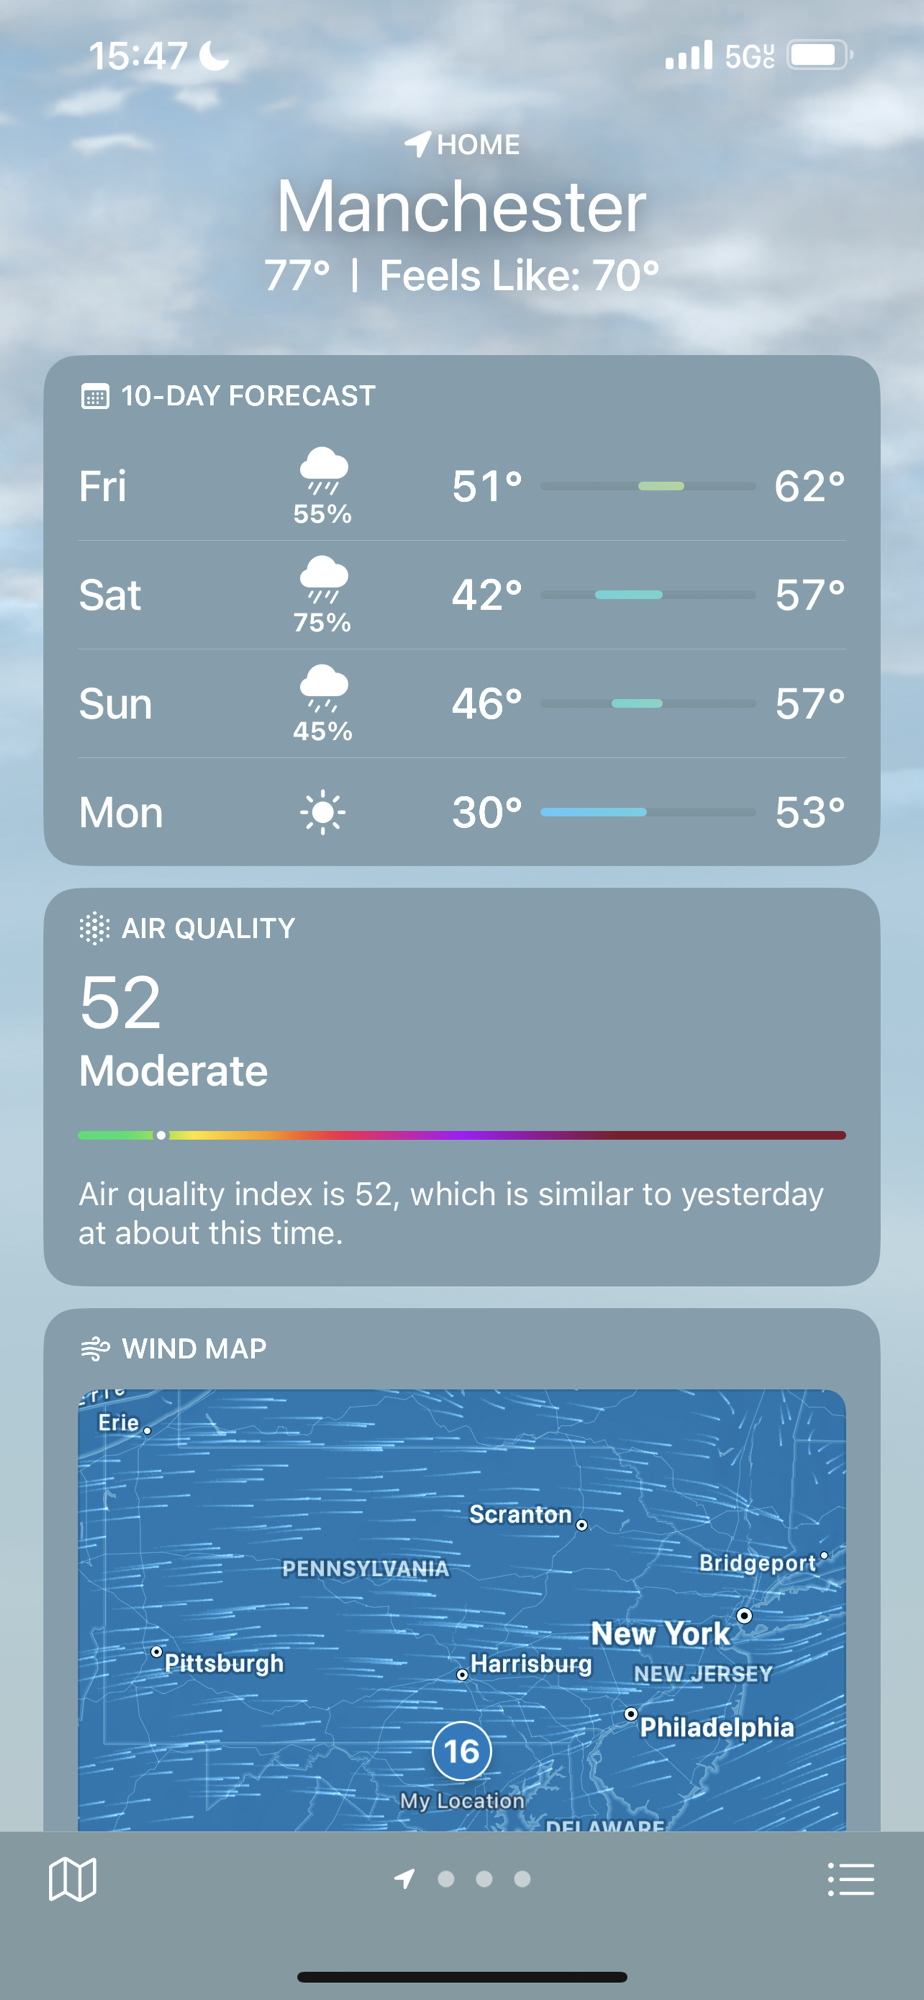 15:47
5GUC
HOME
Manchester
77° | Feels Like: 70°
10-DAY FORECAST
Fri 55% 51° 62°
Sat 75% 42° 57°
Sun 45% 46° 57°
Mon 30° 53°
AIR QUALITY
52
Moderate
Air quality index is 52, which is similar to yesterday
at about this time.
WIND MAP
Erie
Scranton
PENNSYLVANIA
Bridgeport
New York
Pittsburgh
Harrisburg
NEW JERSEY
Philadelphia
16
My Location
DELAWARE